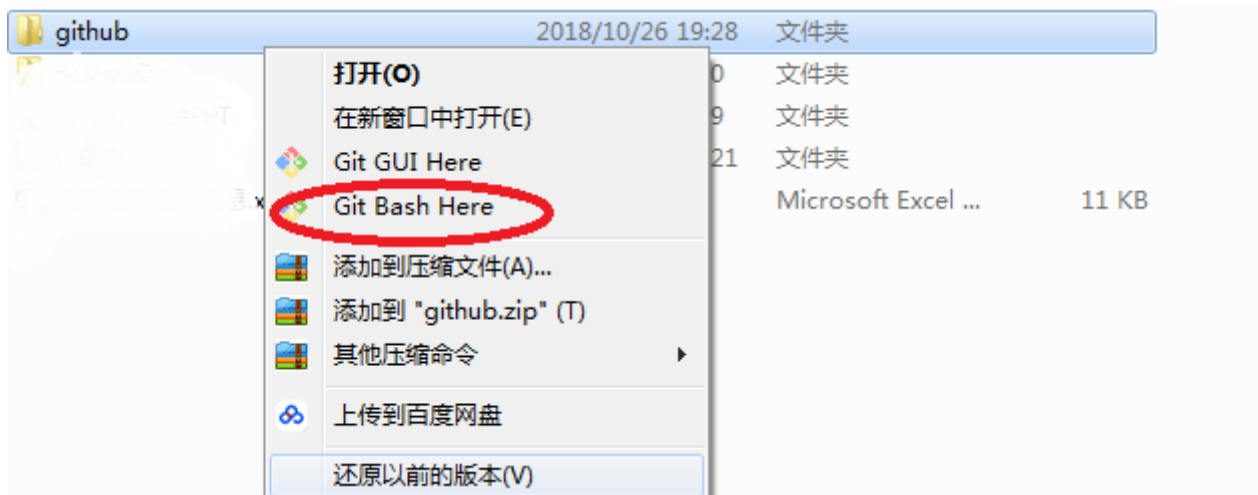 github 2018/10/26 19:28 文件夹
打开(O) 0 文件夹
PPT 在新窗口中打开(E) 9 文件夹
Git GUI Here 21 文件夹
.x Git Bash Here Microsoft Excel ... 11 KB
添加到压缩文件(A)...
添加到 "github.zip" (T)
其他压缩命令
上传到百度网盘
还原以前的版本(V)